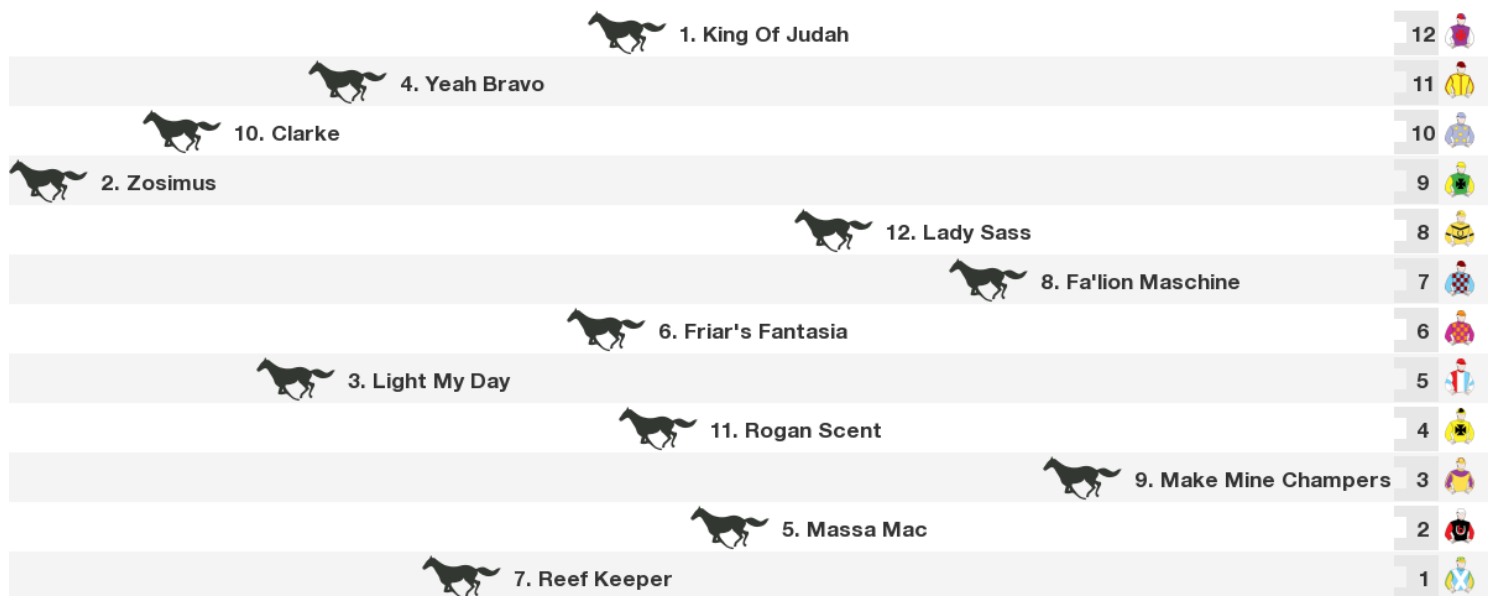 1. King Of Judah 12
4. Yeah Bravo 11
10. Clarke 10
2. Zosimus 9
12. Lady Sass 8
8. Fa'lion Maschine 7
6. Friar's Fantasia 6
3. Light My Day 5
11. Rogan Scent 4
9. Make Mine Champers 3
5. Massa Mac 2
7. Reef Keeper 1